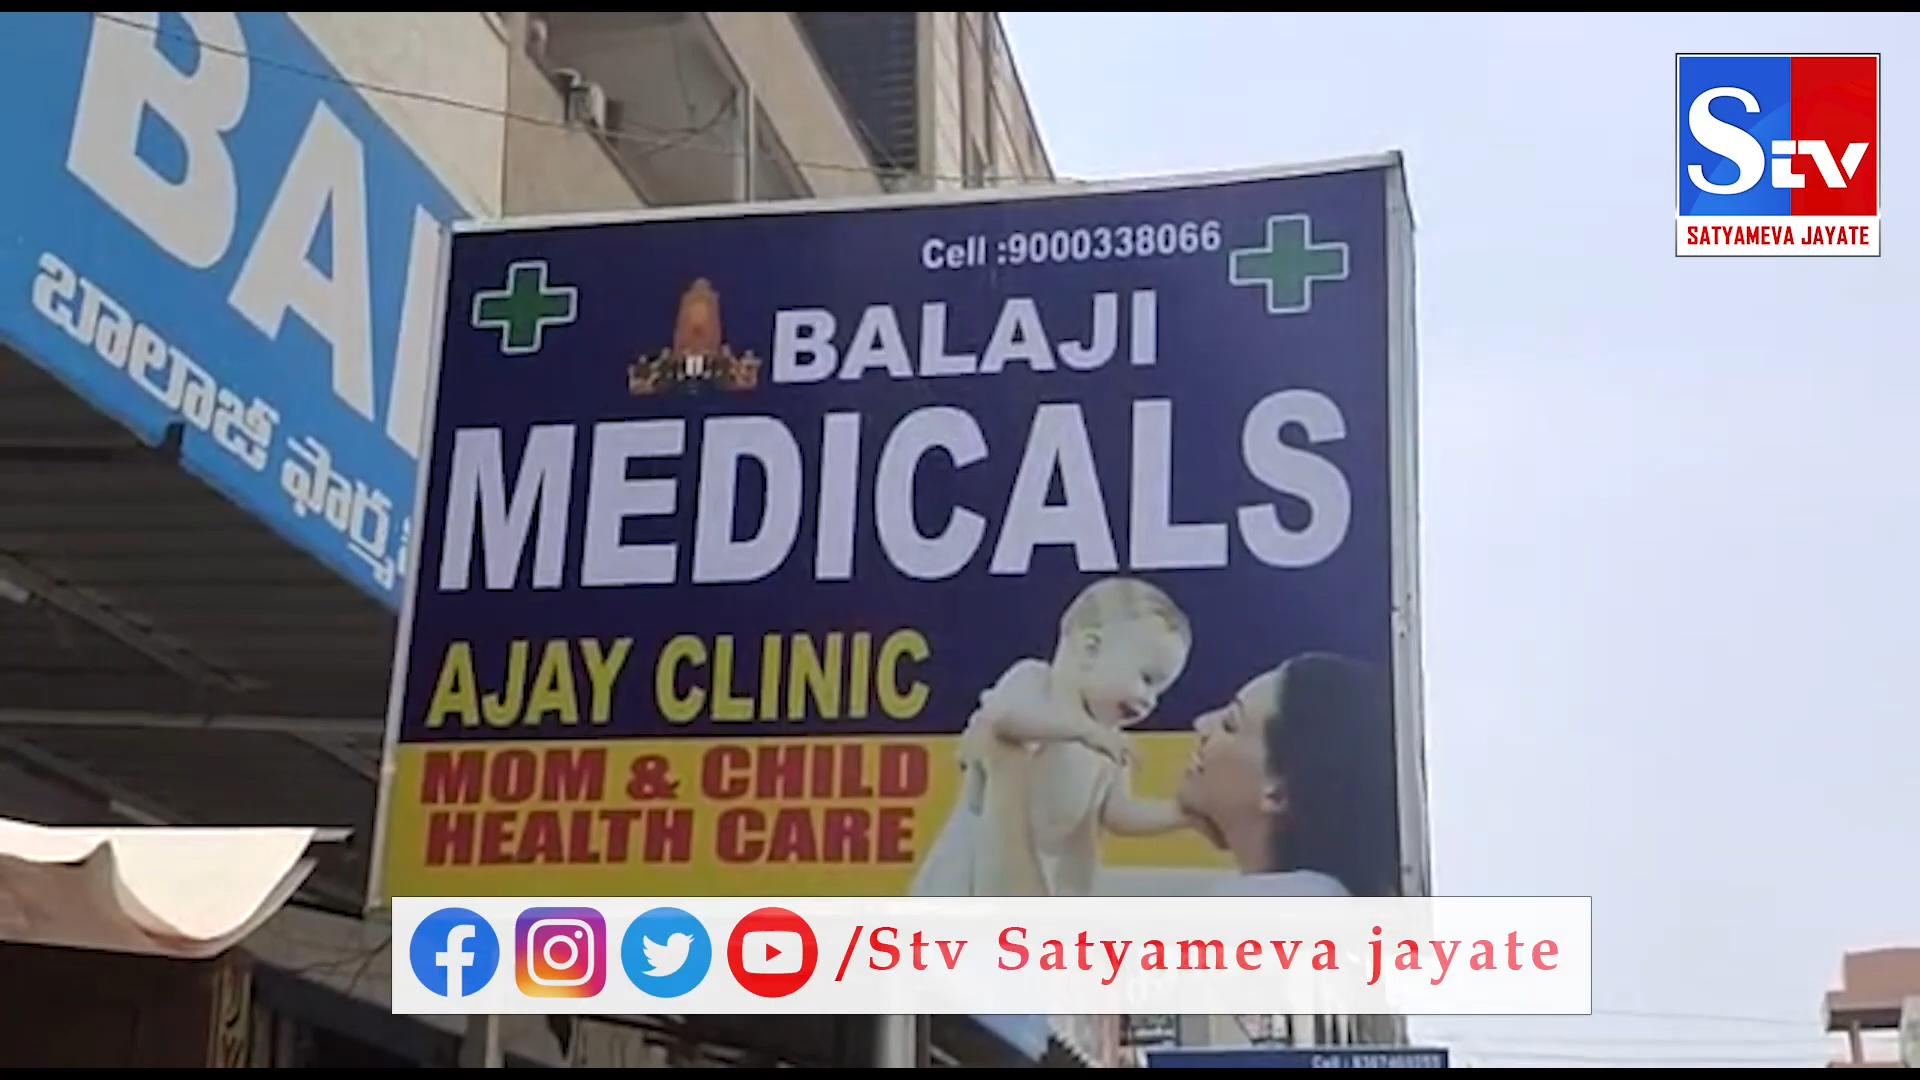 BA
బాలాజీ ఫార్మ
Cell :9000338066
BALAJI
MEDICALS
AJAY CLINIC
MOM & CHILD
HEALTH CARE
Stv
SATYAMEVA JAYATE
/Stv Satyameva jayate